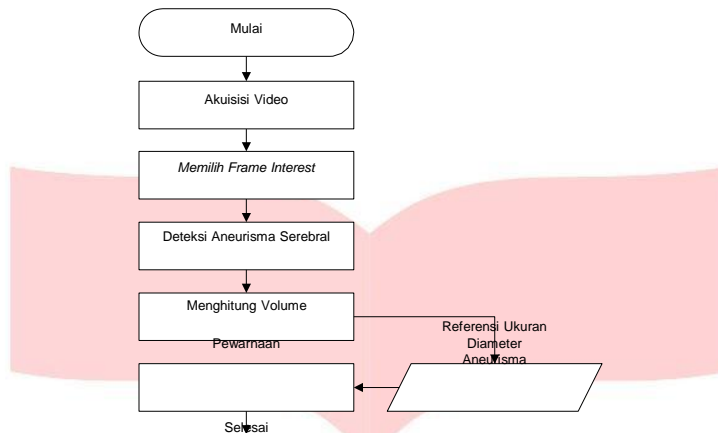 Mulai
Akuisisi Video
Memilih Frame Interest
Deteksi Aneurisma Serebral
Menghitung Volume
Referensi Ukuran
Diameter
Aneurisma
Pewarnaan
Selesai